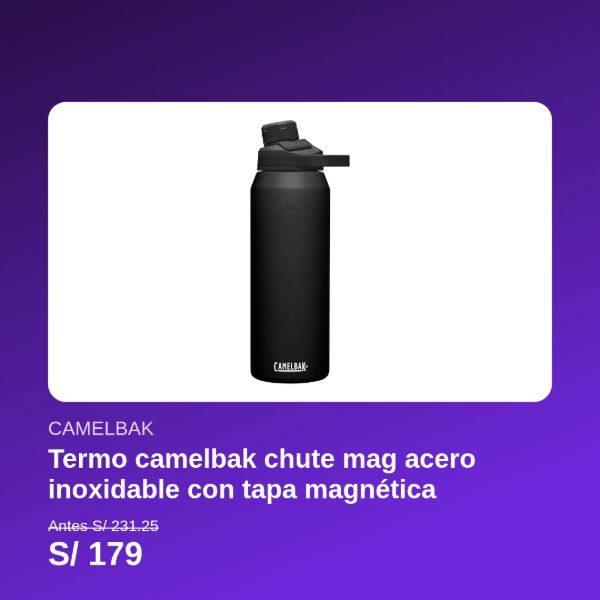 CAMELBAK
CAMELBAK
Termo camelbak chute mag acero
inoxidable con tapa magnética
Antes S/ 231.25
S/ 179